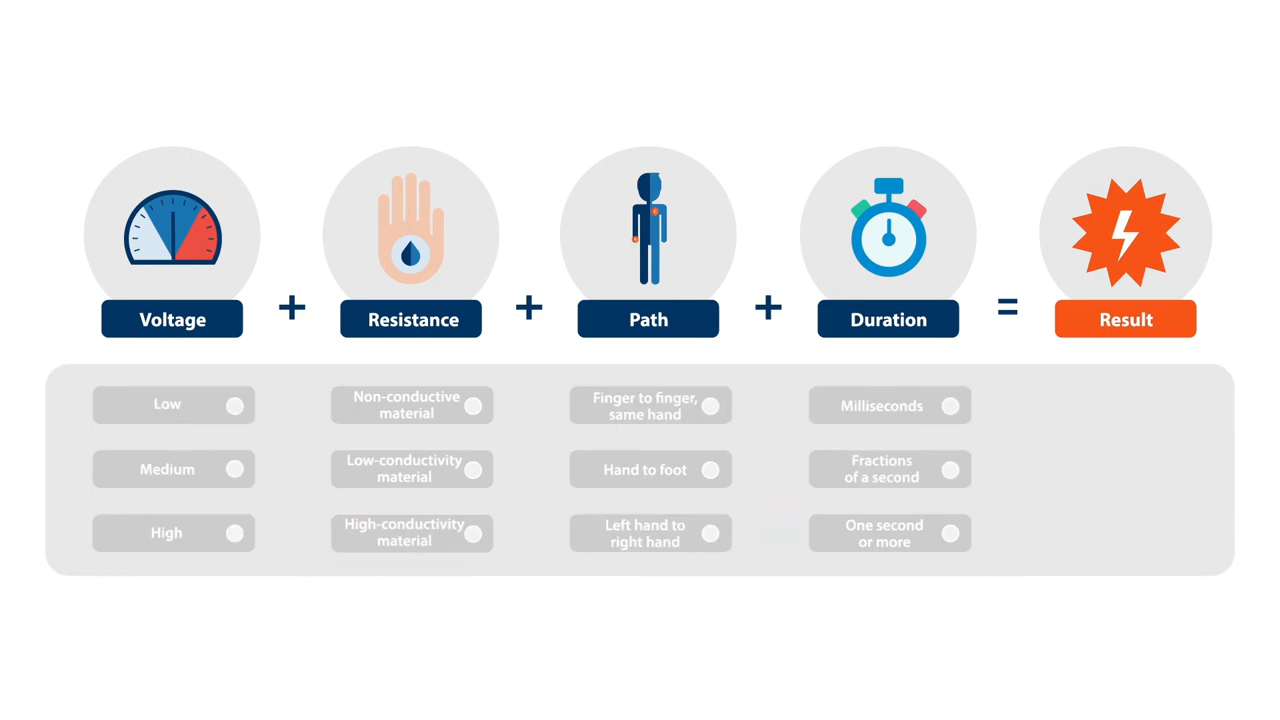 Voltage + Resistance + Path + Duration = Result
Low
Non-conductive
material
Finger to finger,
same hand
Milliseconds
Medium
Low-conductivity
material
Hand to foot
Fractions
of a second
High
High-conductivity
material
Left hand to
right hand
One second
or more